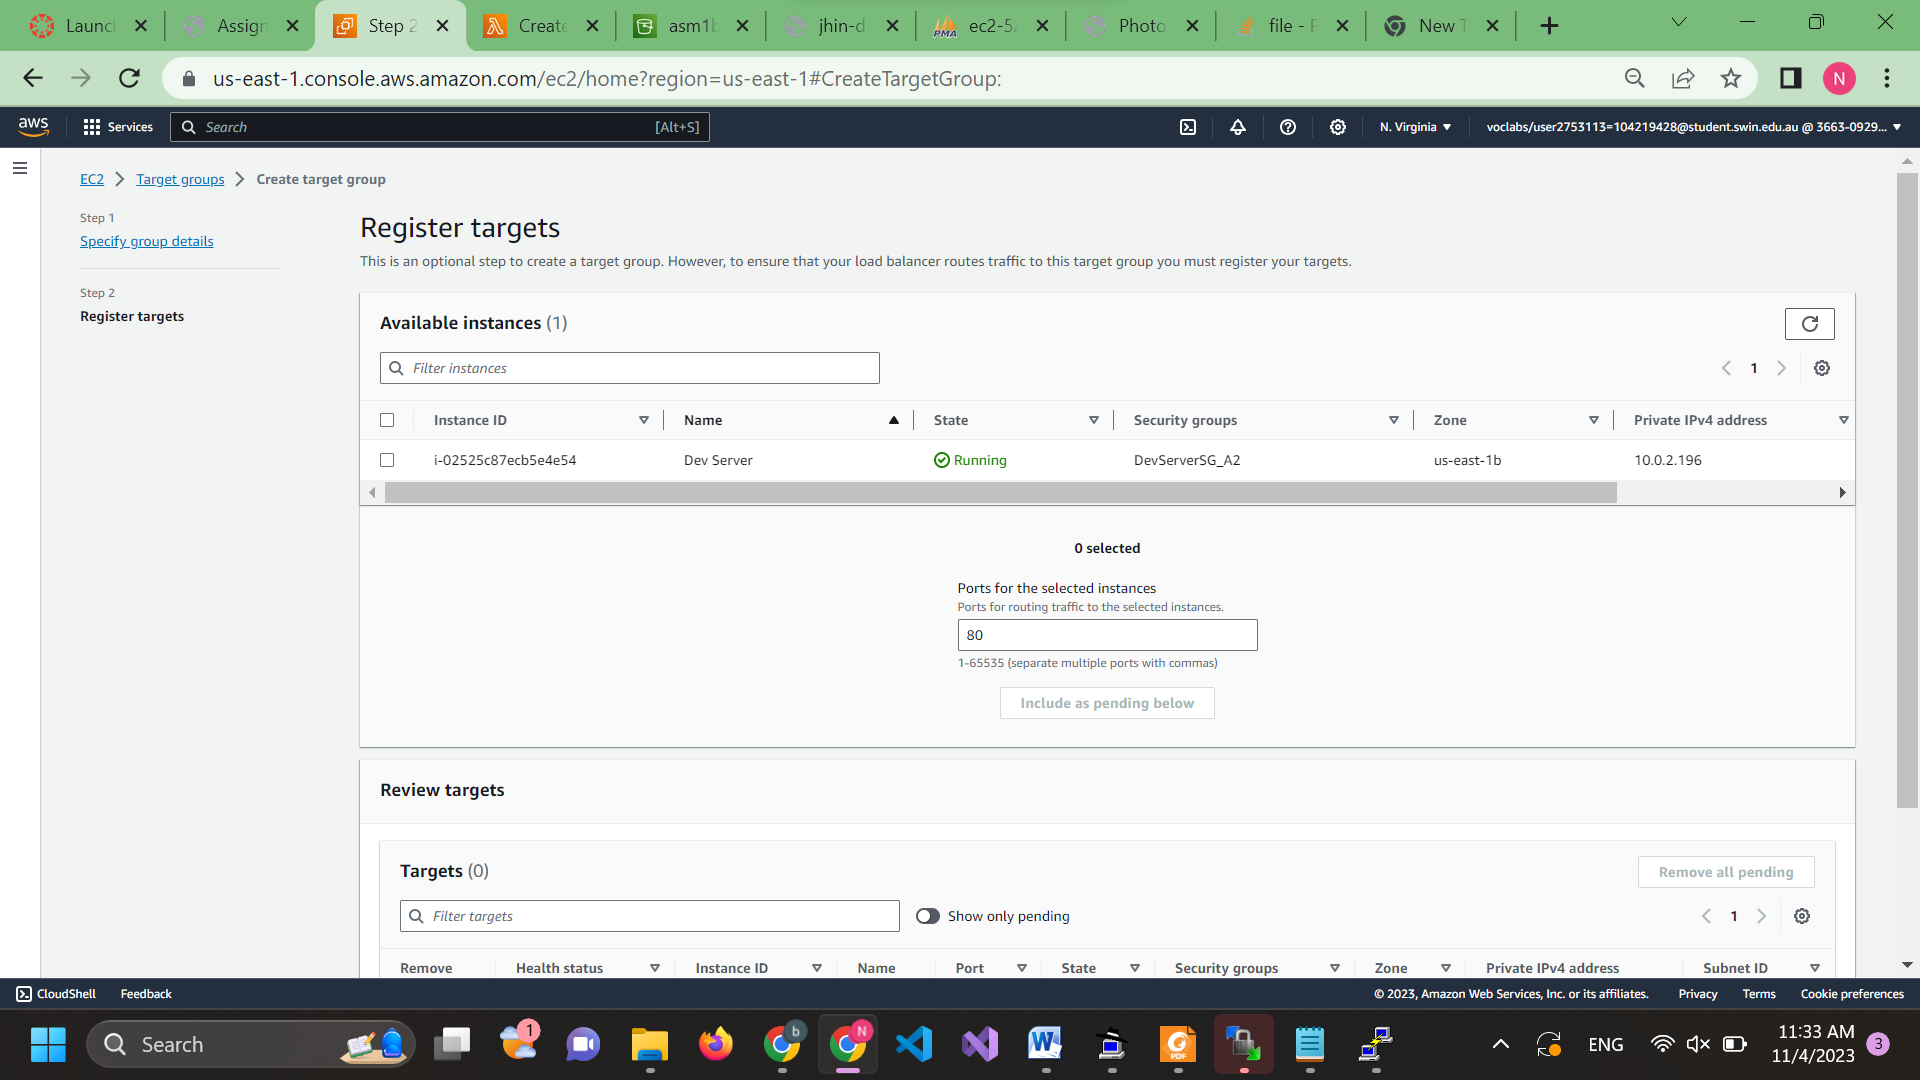 Launch
Assign
Step 2
Create
asm1b
jhin-d
PMA
ec2-52
Photo
file - P
New T
us-east-1.console.aws.amazon.com/ec2/home?region=us-east-1#CreateTargetGroup:
N
aws
Services
Search
[Alt+S]
N. Virginia
voclabs/user2753113=104219428@student.swin.edu.au @ 3663-0929...
EC2
Target groups
Create target group
Step 1
Specify group details
Step 2
Register targets
Register targets
This is an optional step to create a target group. However, to ensure that your load balancer routes traffic to this target group you must register your targets.
Available instances (1)
Filter instances
1
Instance ID Name State Security groups Zone Private IPv4 address
i-02525c87ecb5e4e54 Dev Server Running DevServerSG_A2 us-east-1b 10.0.2.196
0 selected
Ports for the selected instances
Ports for routing traffic to the selected instances.
80
1-65535 (separate multiple ports with commas)
Include as pending below
Review targets
Targets (0)
Remove all pending
Filter targets
Show only pending
1
Remove Health status Instance ID Name Port State Security groups Zone Private IPv4 address Subnet ID
CloudShell
Feedback
© 2023, Amazon Web Services, Inc. or its affiliates.
Privacy
Terms
Cookie preferences
Search
1
b
N
W
PDF
ENG
11:33 AM
11/4/2023
3